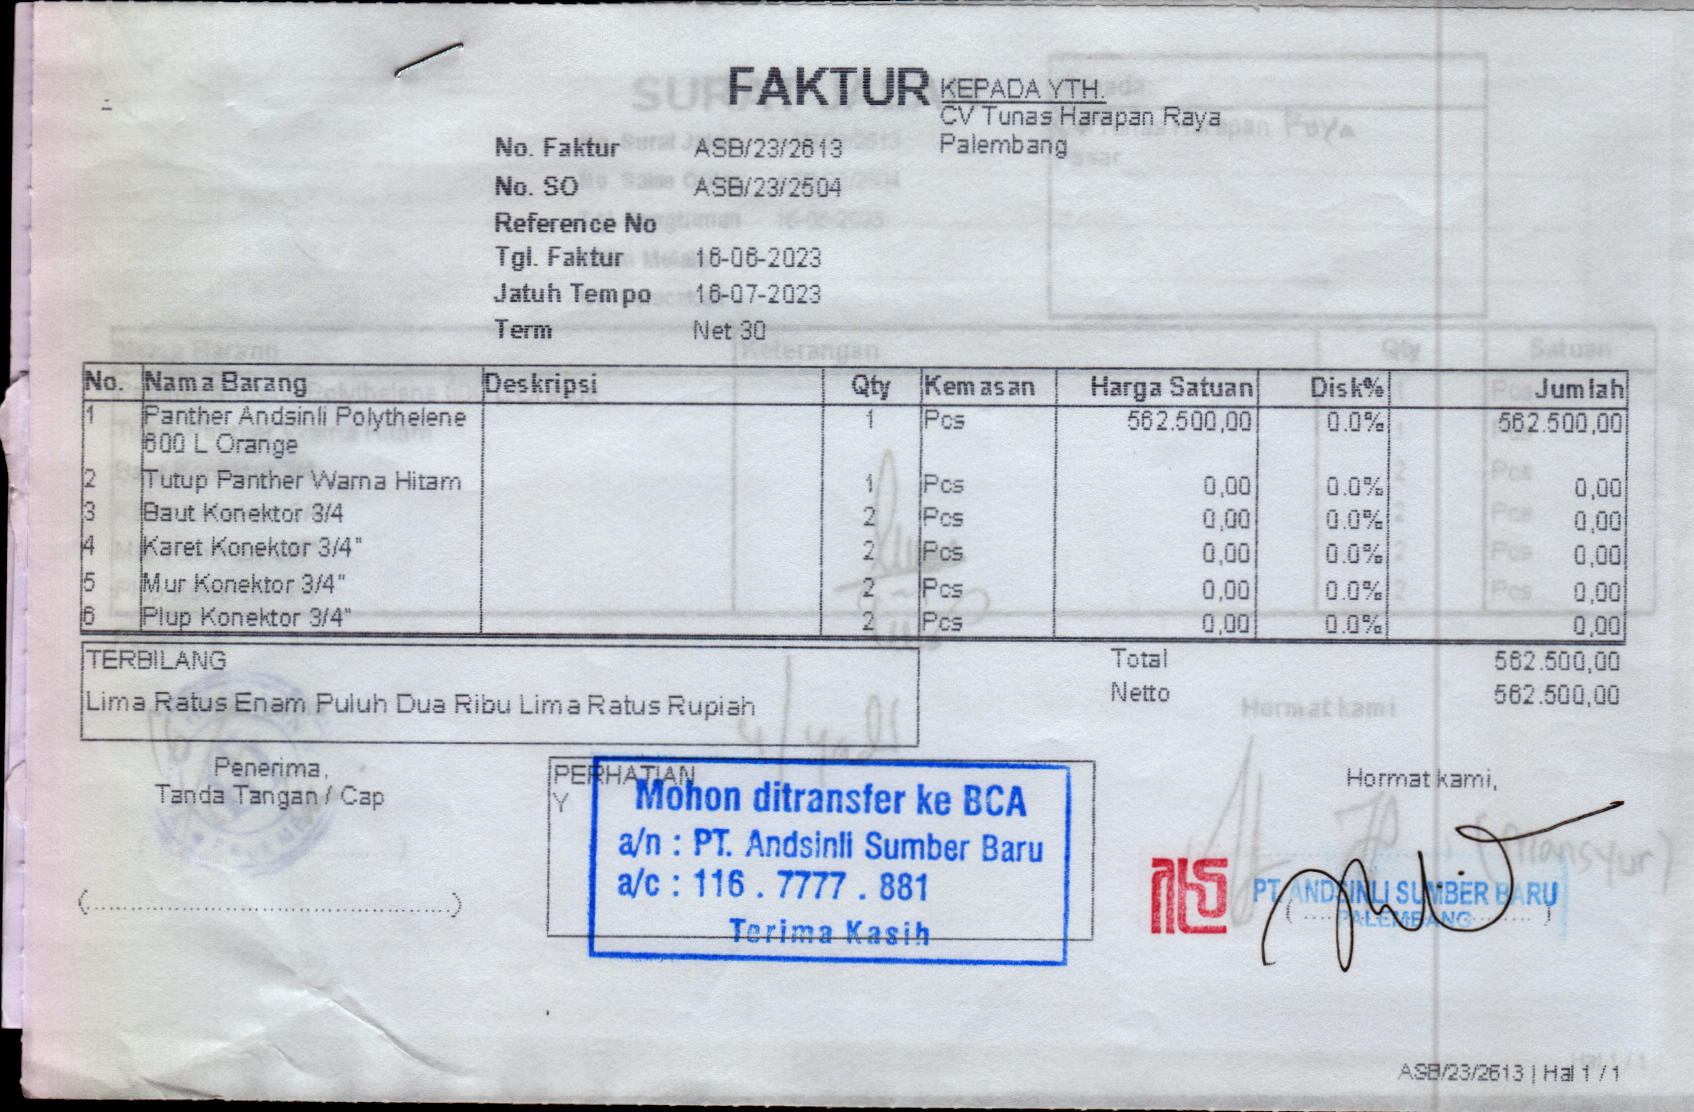 FAKTUR
KEPADA YTH.
CV Tunas Harapan Raya
Palembang
No. Faktur ASB/23/2613
No. SO ASB/23/2504
Reference No
Tgl. Faktur 16-06-2023
Jatuh Tempo 16-07-2023
Term Net 30
No. Nama Barang Deskripsi Qty Kemasan Harga Satuan Disk% Jumlah
1 Panther Andsinli Polythelene 1 Pcs 562.500,00 0.0% 562.500,00
600 L Orange
2 Tutup Panther Warna Hitam 1 Pcs 0,00 0.0% 0,00
3 Baut Konektor 3/4 2 Pcs 0,00 0.0% 0,00
4 Karet Konektor 3/4" 2 Pcs 0,00 0.0% 0,00
5 Mur Konektor 3/4" 2 Pcs 0,00 0.0% 0,00
6 Plup Konektor 3/4" 2 Pcs 0,00 0.0% 0,00
TERBILANG
Lima Ratus Enam Puluh Dua Ribu Lima Ratus Rupiah
Total 562.500,00
Netto 562.500,00
Penerima,
Tanda Tangan / Cap
(..................................................)
PERHATIAN
Y
Mohon ditransfer ke BCA
a/n : PT. Andsinli Sumber Baru
a/c : 116 . 7777 . 881
Terima Kasih
Hormat kami,
PT ANDSINLI SUMBER BARU
PALEMBANG
ASB/23/2613 | Hal 1 / 1